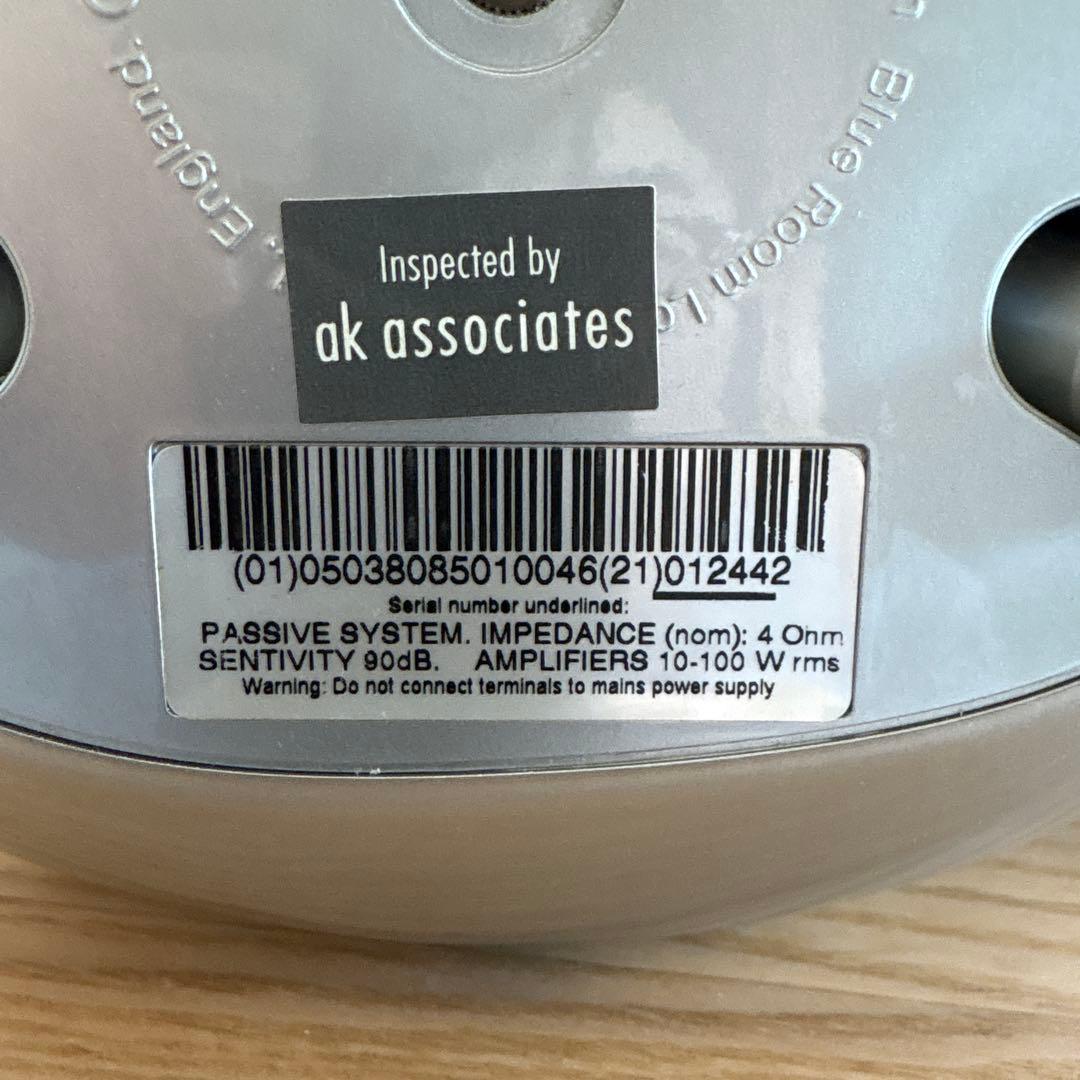 England.
Blue Room Lo
Inspected by
ak associates
(01)05038085010046(21)012442
Serial number underlined:
PASSIVE SYSTEM. IMPEDANCE (nom): 4 Ohm
SENTIVITY 90dB. AMPLIFIERS 10-100 W rms
Warning: Do not connect terminals to mains power supply